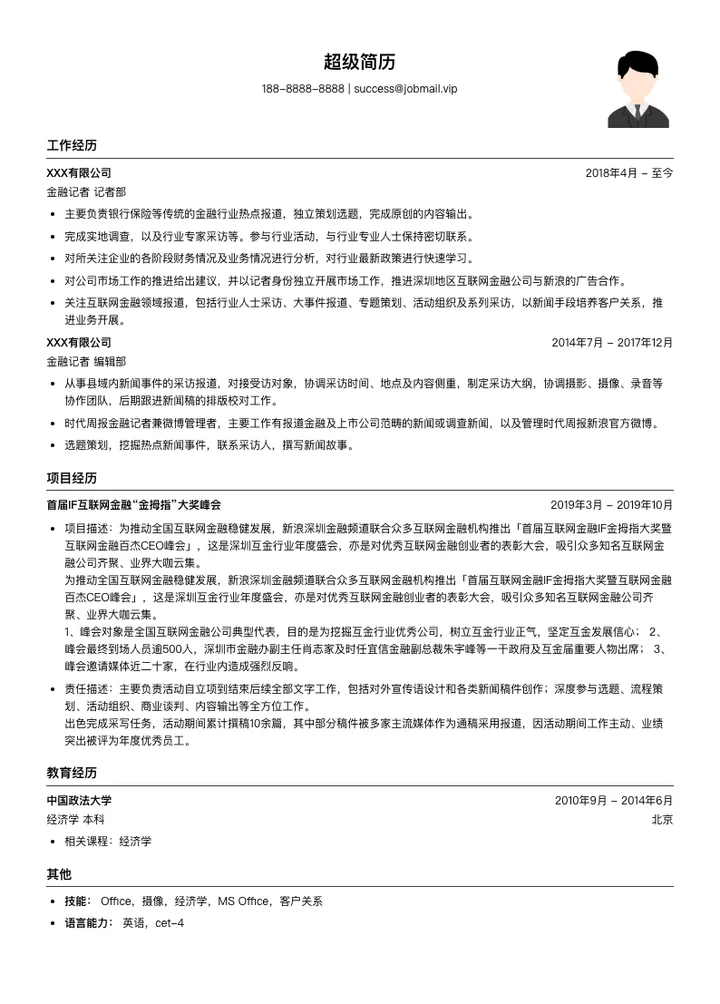 超级简历
188-8888-8888 | success@jobmail.vip
工作经历
XXX有限公司 2018年4月 – 至今
金融记者 记者部
• 主要负责银行保险等传统的金融行业热点报道，独立策划选题，完成原创的内容输出。
• 完成实地调查，以及行业专家采访等。参与行业活动，与行业专业人士保持密切联系。
• 对所关注企业的各阶段财务情况及业务情况进行分析，对行业最新政策进行快速学习。
• 对公司市场工作的推进给出建议，并以记者身份独立开展市场工作，推进深圳地区互联网金融公司与新浪的广告合作。
• 关注互联网金融领域报道，包括行业人士采访、大事件报道、专题策划、活动组织及系列采访，以新闻手段培养客户关系，推
进业务开展。
XXX有限公司 2014年7月 – 2017年12月
金融记者 编辑部
• 从事县域内新闻事件的采访报道，对接受访对象，协调采访时间、地点及内容侧重，制定采访大纲，协调摄影、摄像、录音等
协作团队，后期跟进新闻稿的排版校对工作。
• 时代周报金融记者兼微博管理者，主要工作有报道金融及上市公司范畴的新闻或调查新闻，以及管理时代周报新浪官方微博。
• 选题策划，挖掘热点新闻事件，联系采访人，撰写新闻故事。
项目经历
首届IF互联网金融“金拇指”大奖峰会 2019年3月 – 2019年10月
• 项目描述：为推动全国互联网金融稳健发展，新浪深圳金融频道联合众多互联网金融机构推出「首届互联网金融IF金拇指大奖暨
互联网金融百杰CEO峰会」，这是深圳互金行业年度盛会，亦是对优秀互联网金融创业者的表彰大会，吸引众多知名互联网金
融公司齐聚、业界大咖云集。
为推动全国互联网金融稳健发展，新浪深圳金融频道联合众多互联网金融机构推出「首届互联网金融IF金拇指大奖暨互联网金融
百杰CEO峰会」，这是深圳互金行业年度盛会，亦是对优秀互联网金融创业者的表彰大会，吸引众多知名互联网金融公司齐
聚、业界大咖云集。
1、峰会对象是全国互联网金融公司典型代表，目的是为挖掘互金行业优秀公司，树立互金行业正气，坚定互金发展信心； 2、
峰会最终到场人员逾500人，深圳市金融办副主任肖志家及时任宜信金融副总裁朱宇峰等一干政府及互金届重要人物出席； 3、
峰会邀请媒体近二十家，在行业内造成强烈反响。
• 责任描述：主要负责活动自立项到结束后续全部文字工作，包括对外宣传语设计和各类新闻稿件创作；深度参与选题、流程策
划、活动组织、商业谈判、内容输出等全方位工作。
出色完成采写任务，活动期间累计撰稿10余篇，其中部分稿件被多家主流媒体作为通稿采用报道，因活动期间工作主动、业绩
突出被评为年度优秀员工。
教育经历
中国政法大学 2010年9月 – 2014年6月
经济学 本科 北京
• 相关课程：经济学
其他
• 技能： Office，摄像，经济学，MS Office，客户关系
• 语言能力： 英语，cet-4